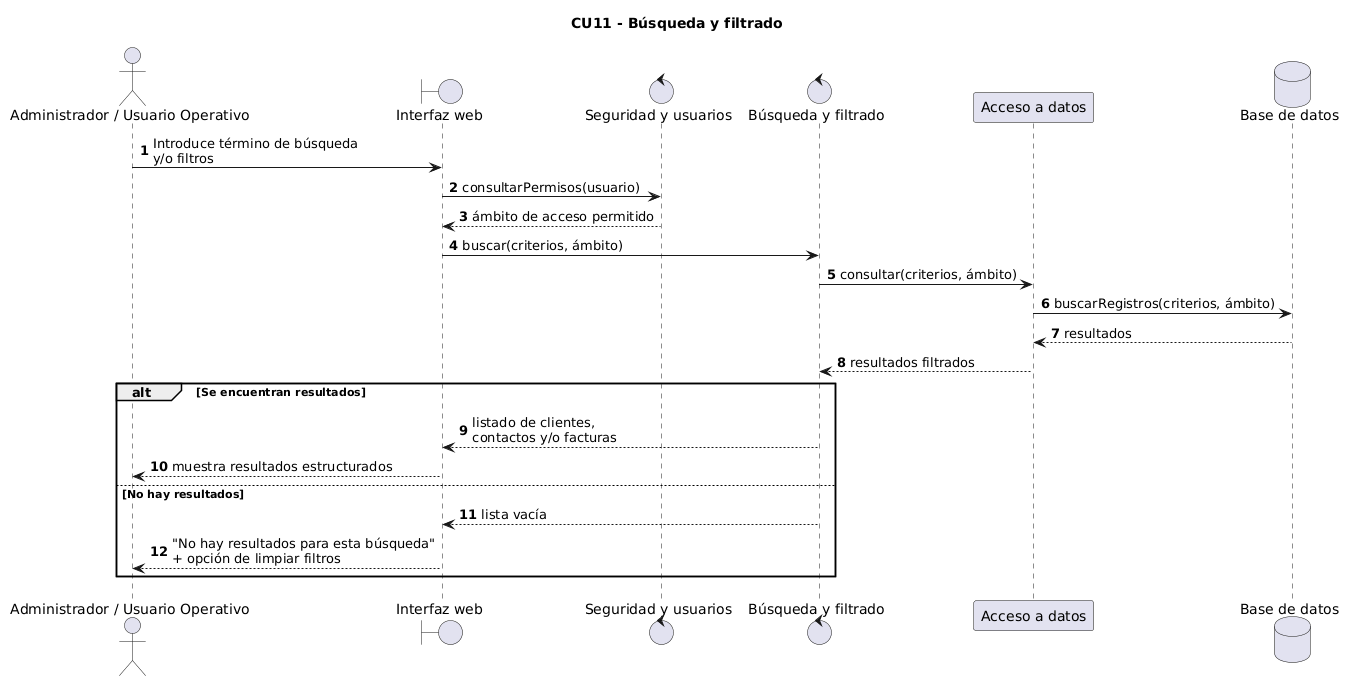 CU11 - Búsqueda y filtrado
Administrador / Usuario Operativo
Interfaz web
Seguridad y usuarios
Búsqueda y filtrado
Acceso a datos
Base de datos
1 Introduce término de búsqueda
y/o filtros
2 consultarPermisos(usuario)
3 ámbito de acceso permitido
4 buscar(criterios, ámbito)
5 consultar(criterios, ámbito)
6 buscarRegistros(criterios, ámbito)
7 resultados
8 resultados filtrados
alt [Se encuentran resultados]
9 listado de clientes,
contactos y/o facturas
10 muestra resultados estructurados
[No hay resultados]
11 lista vacía
12 "No hay resultados para esta búsqueda"
+ opción de limpiar filtros
Administrador / Usuario Operativo
Interfaz web
Seguridad y usuarios
Búsqueda y filtrado
Acceso a datos
Base de datos